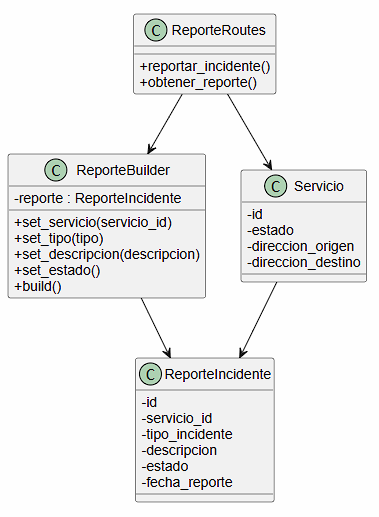 C ReporteRoutes
+reportar_incidente()
+obtener_reporte()
C ReporteBuilder
-reporte : ReporteIncidente
+set_servicio(servicio_id)
+set_tipo(tipo)
+set_descripcion(descripcion)
+set_estado()
+build()
C Servicio
-id
-estado
-direccion_origen
-direccion_destino
C ReporteIncidente
-id
-servicio_id
-tipo_incidente
-descripcion
-estado
-fecha_reporte